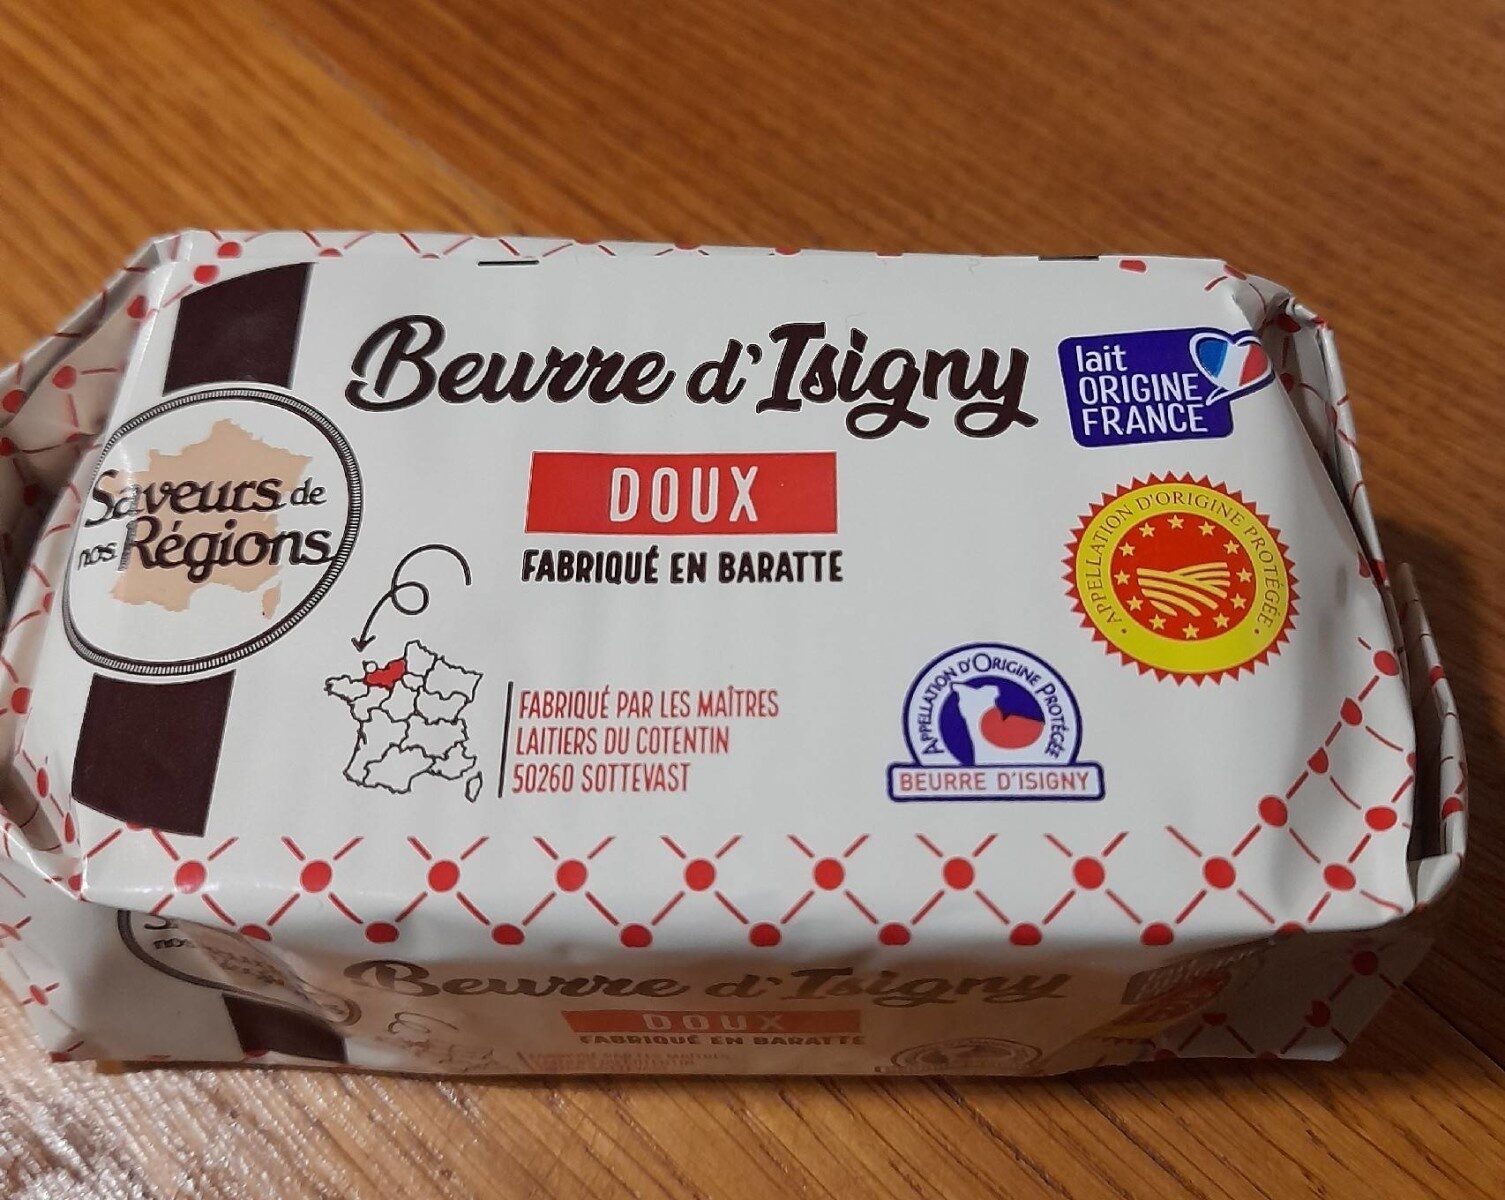 Beurre d'Isigny
lait
ORIGINE
FRANCE
DOUX
FABRIQUÉ EN BARATTE
Saveurs de
nos Régions
APPELLATION D'ORIGINE PROTÉGÉE
FABRIQUÉ PAR LES MAÎTRES
LAITIERS DU COTENTIN
50260 SOTTEVAST
APPELLATION D'ORIGINE PROTÉGÉE
BEURRE D'ISIGNY
nos
Beurre d'Isigny
DOUX
FABRIQUÉ EN BARATTE